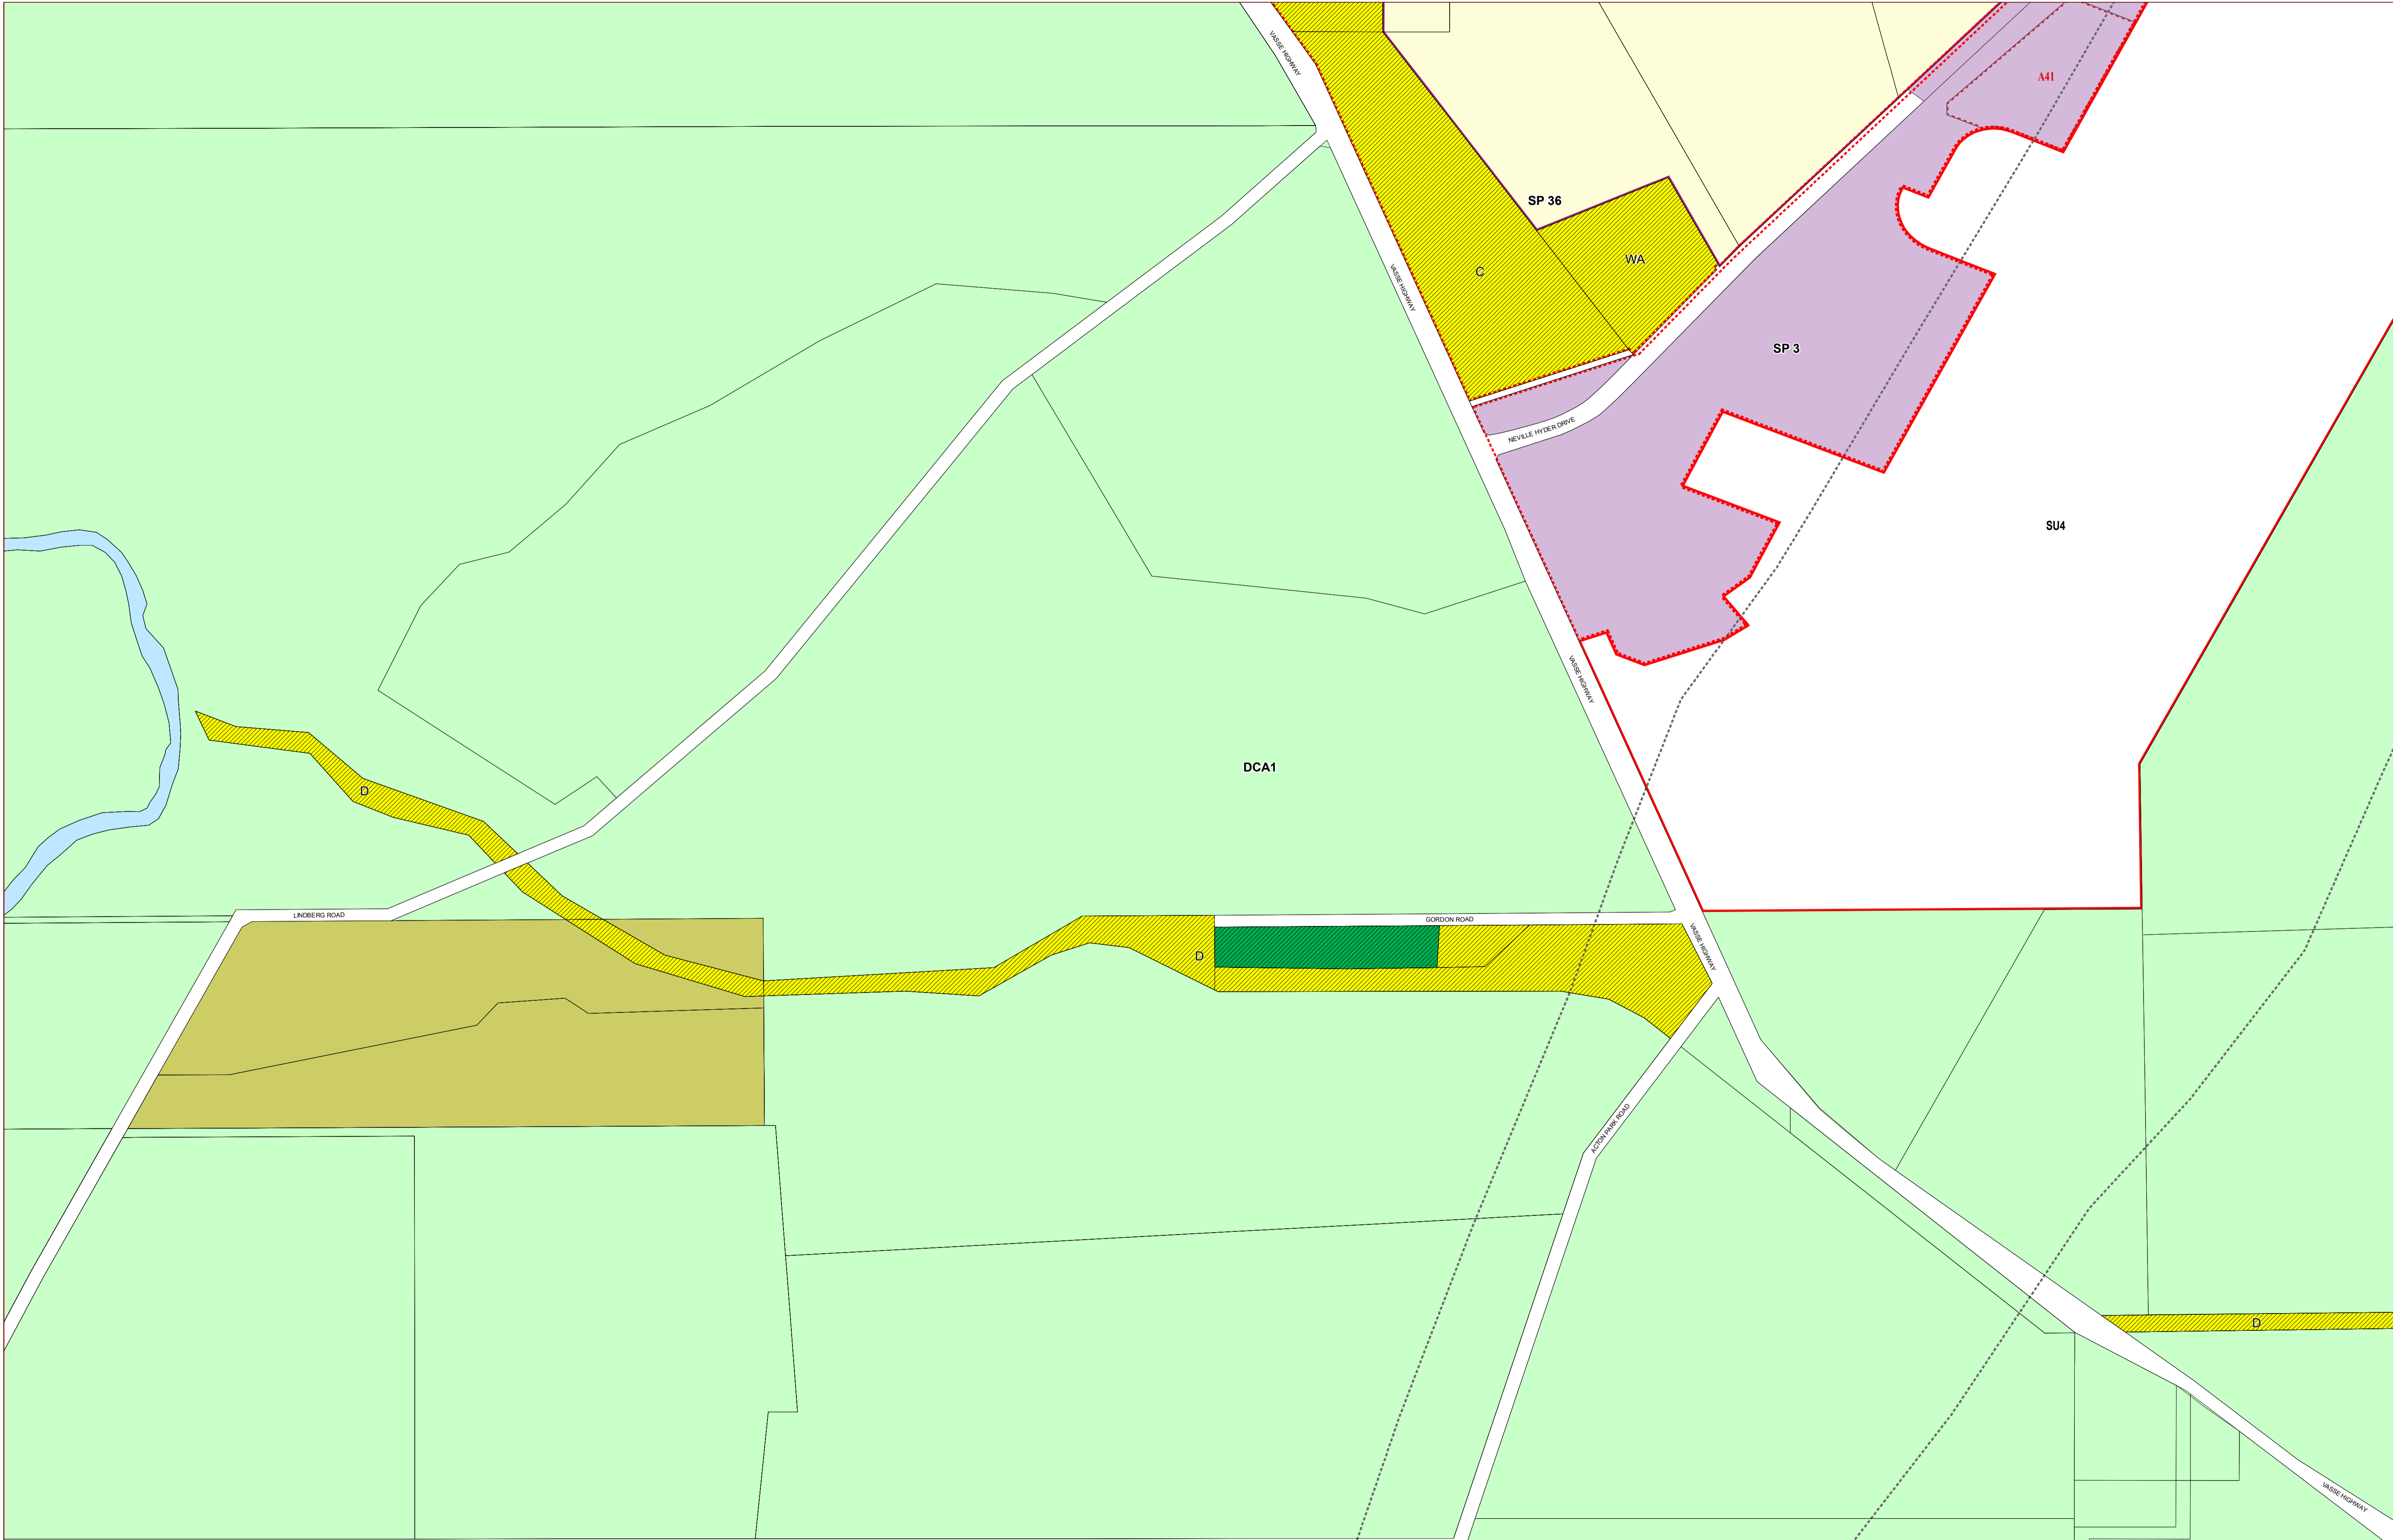 VASSE HIGHWAY
A41
SP 36
C
WA
VASSE HIGHWAY
SP 3
NEVILLE HYDER DRIVE
SU4
VASSE HIGHWAY
DCA1
D
LINDBERG ROAD
GORDON ROAD
VASSE HIGHWAY
D
ACTON PARK ROAD
D
VASSE HIGHWAY